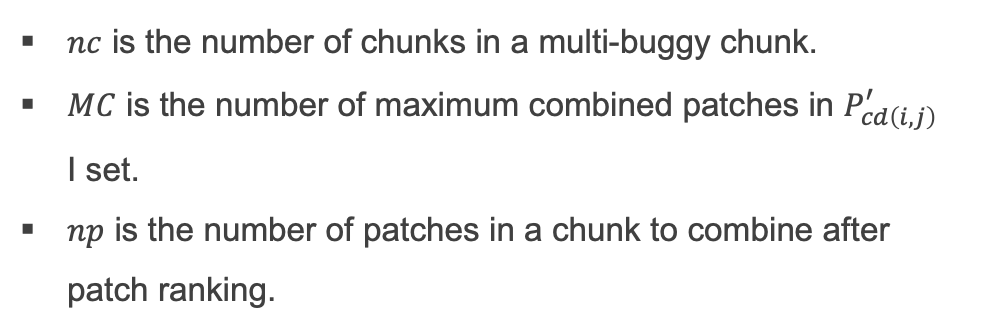 ▪ nc is the number of chunks in a multi-buggy chunk.
▪ MC is the number of maximum combined patches in P′cd(i,j)
I set.
▪ np is the number of patches in a chunk to combine after
patch ranking.